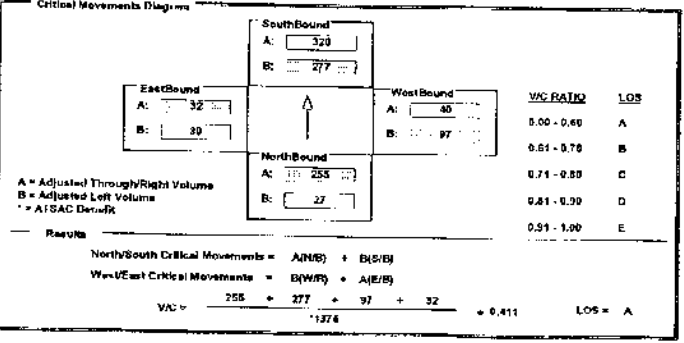 Critical Movements Diagram
SouthBound
A: 320
B: 277
EastBound
A: 32
B: 30
WestBound
A: 40
B: 97
NorthBound
A: 255
B: 27
V/C RATIO LOS
0.00 - 0.60 A
0.61 - 0.70 B
0.71 - 0.80 C
0.81 - 0.90 D
0.91 - 1.00 E
A = Adjusted Through/Right Volume
B = Adjusted Left Volume
* = ATSAC Benefit
Results
North/South Critical Movements = A(N/B) + B(S/B)
West/East Critical Movements = B(W/B) + A(E/B)
V/C = 255 + 277 + 97 + 32
*1375
= 0.411 LOS = A